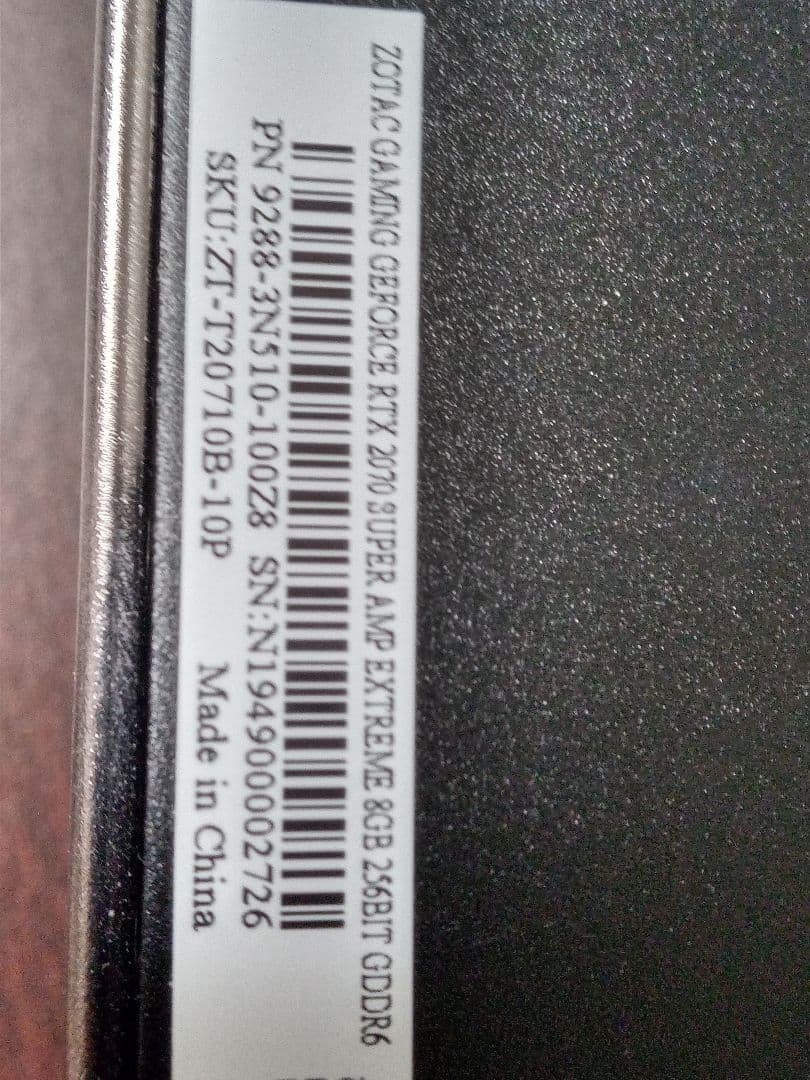 ZOTAC GAMING GEFORCE RTX 2070 SUPER AMP EXTREME 8GB 256BIT GDDR6
PN 9288-3N510-100Z8 SN:N194900002726
SKU:ZT-T20710B-10P Made in China